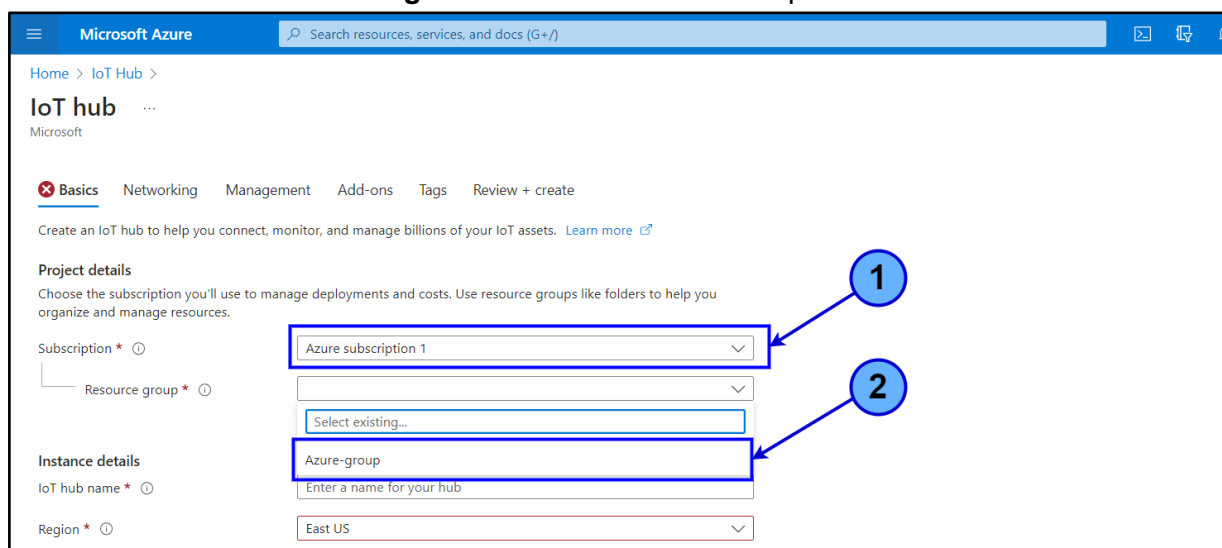 Microsoft Azure
Search resources, services, and docs (G+/)
Home > IoT Hub >
IoT hub ...
Microsoft
Basics Networking Management Add-ons Tags Review + create
Create an IoT hub to help you connect, monitor, and manage billions of your IoT assets. Learn more
Project details
Choose the subscription you'll use to manage deployments and costs. Use resource groups like folders to help you
organize and manage resources.
1
Subscription * Azure subscription 1
Resource group *
2
Select existing...
Azure-group
Instance details
IoT hub name * Enter a name for your hub
Region * East US